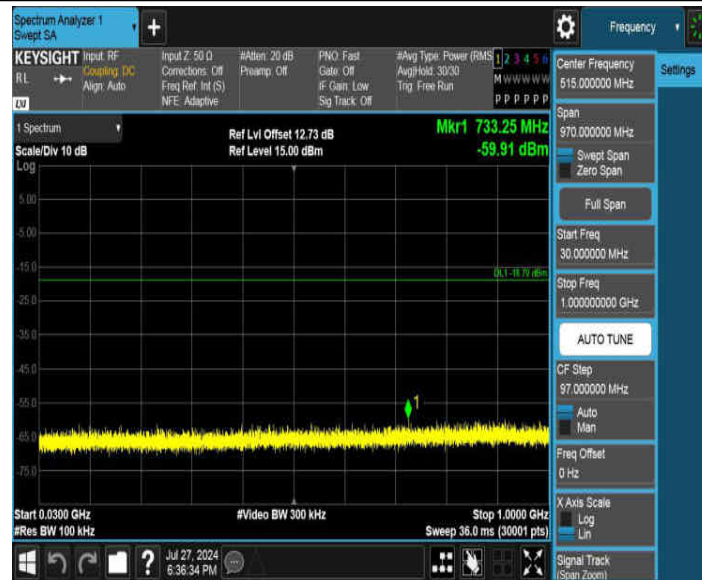 Spectrum Analyzer 1
Swept SA
+
Frequency
KEYSIGHT
RL
LXI
Input: RF
Coupling: DC
Align: Auto
Input Z: 50 Ω
Corrections: Off
Freq Ref: Int (S)
NFE: Adaptive
#Atten: 20 dB
Preamp: Off
PNO: Fast
Gate: Off
IF Gain: Low
Sig Track: Off
#Avg Type: Power (RMS
Avg|Hold: 30/30
Trig: Free Run
1 2 3 4 5 6
M W W W W W
P P P P P P
1 Spectrum
Scale/Div 10 dB
Log
Ref Lvl Offset 12.73 dB
Ref Level 15.00 dBm
Mkr1 733.25 MHz
-59.91 dBm
5.00
-5.00
-15.0
-25.0
-35.0
-45.0
-55.0
-65.0
-75.0
1
Start 0.0300 GHz
#Res BW 100 kHz
#Video BW 300 kHz
Stop 1.0000 GHz
Sweep 36.0 ms (30001 pts)
Jul 27, 2024
6:36:34 PM
Center Frequency
515.000000 MHz
Settings
Span
970.000000 MHz
Swept Span
Zero Span
Full Span
Start Freq
30.000000 MHz
Stop Freq
1.000000000 GHz
AUTO TUNE
CF Step
97.000000 MHz
Auto
Man
Freq Offset
0 Hz
X Axis Scale
Log
Lin
Signal Track
(Span Zoom)